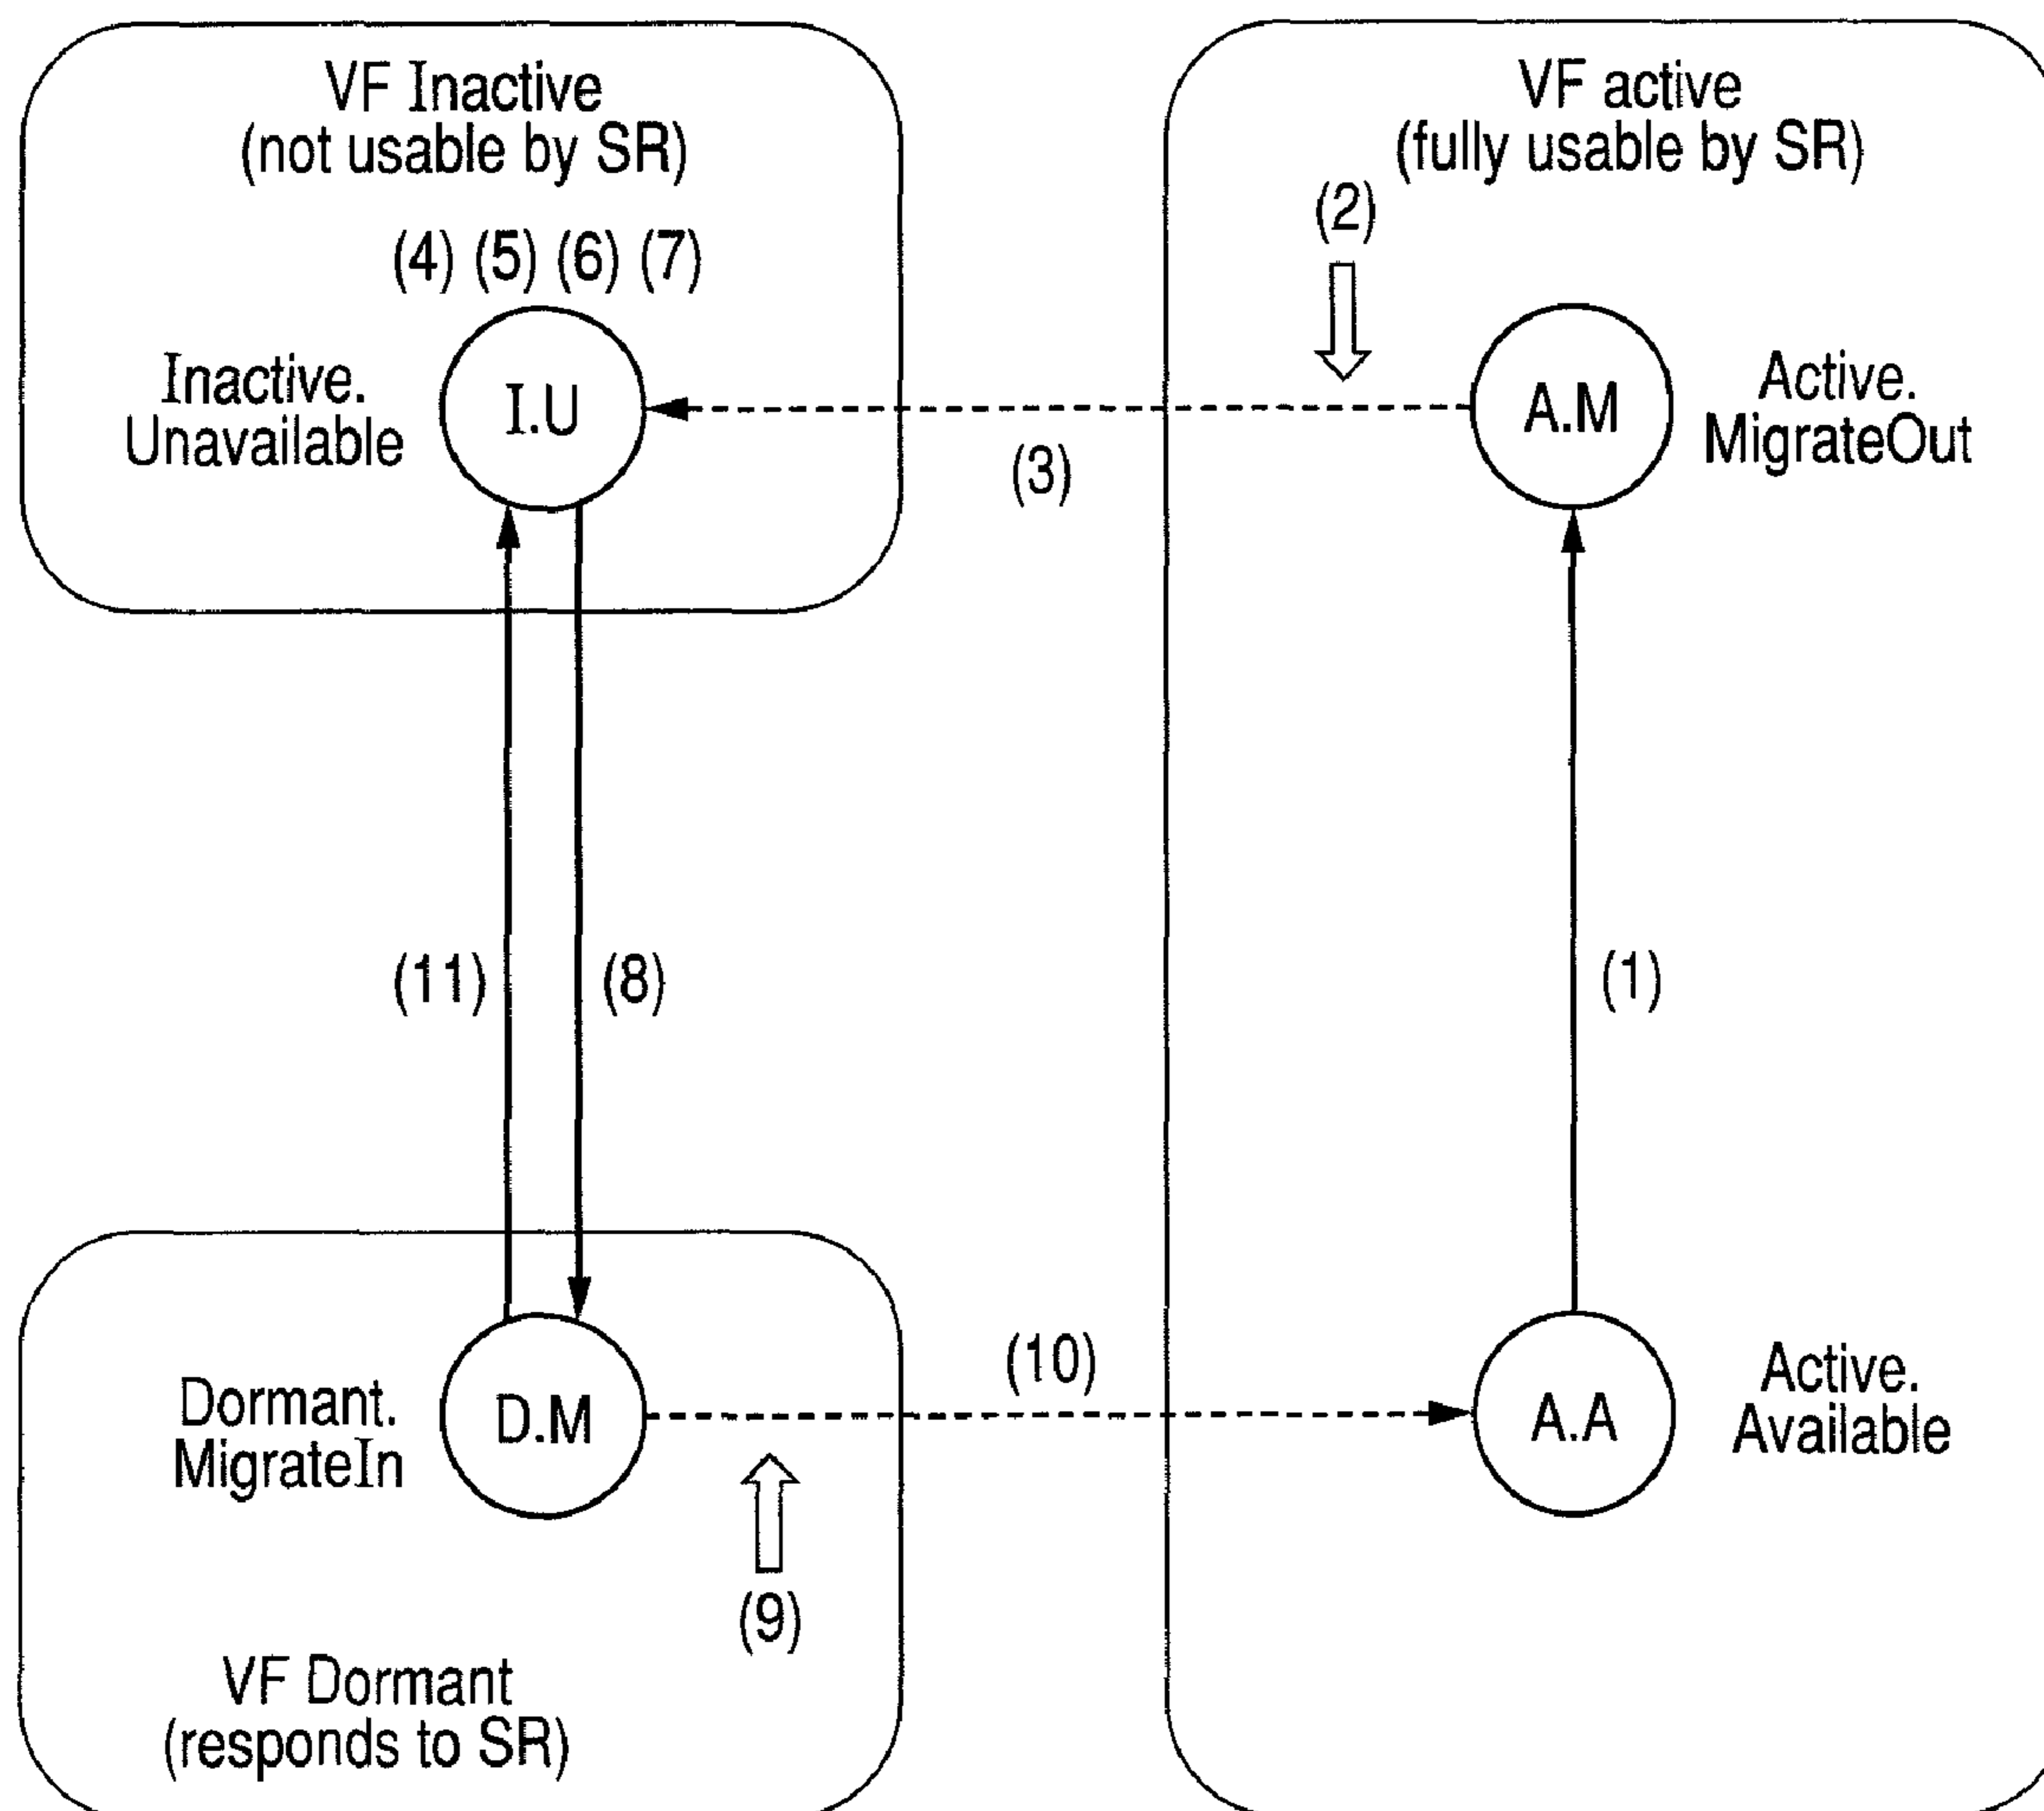 VF Inactive
(not usable by SR)
(4) (5) (6) (7)
Inactive.
Unavailable
I.U
VF active
(fully usable by SR)
(2)
A.M
Active.
MigrateOut
(3)
(11)
(8)
(1)
Dormant.
MigrateIn
D.M
(10)
(9)
A.A
Active.
Available
VF Dormant
(responds to SR)